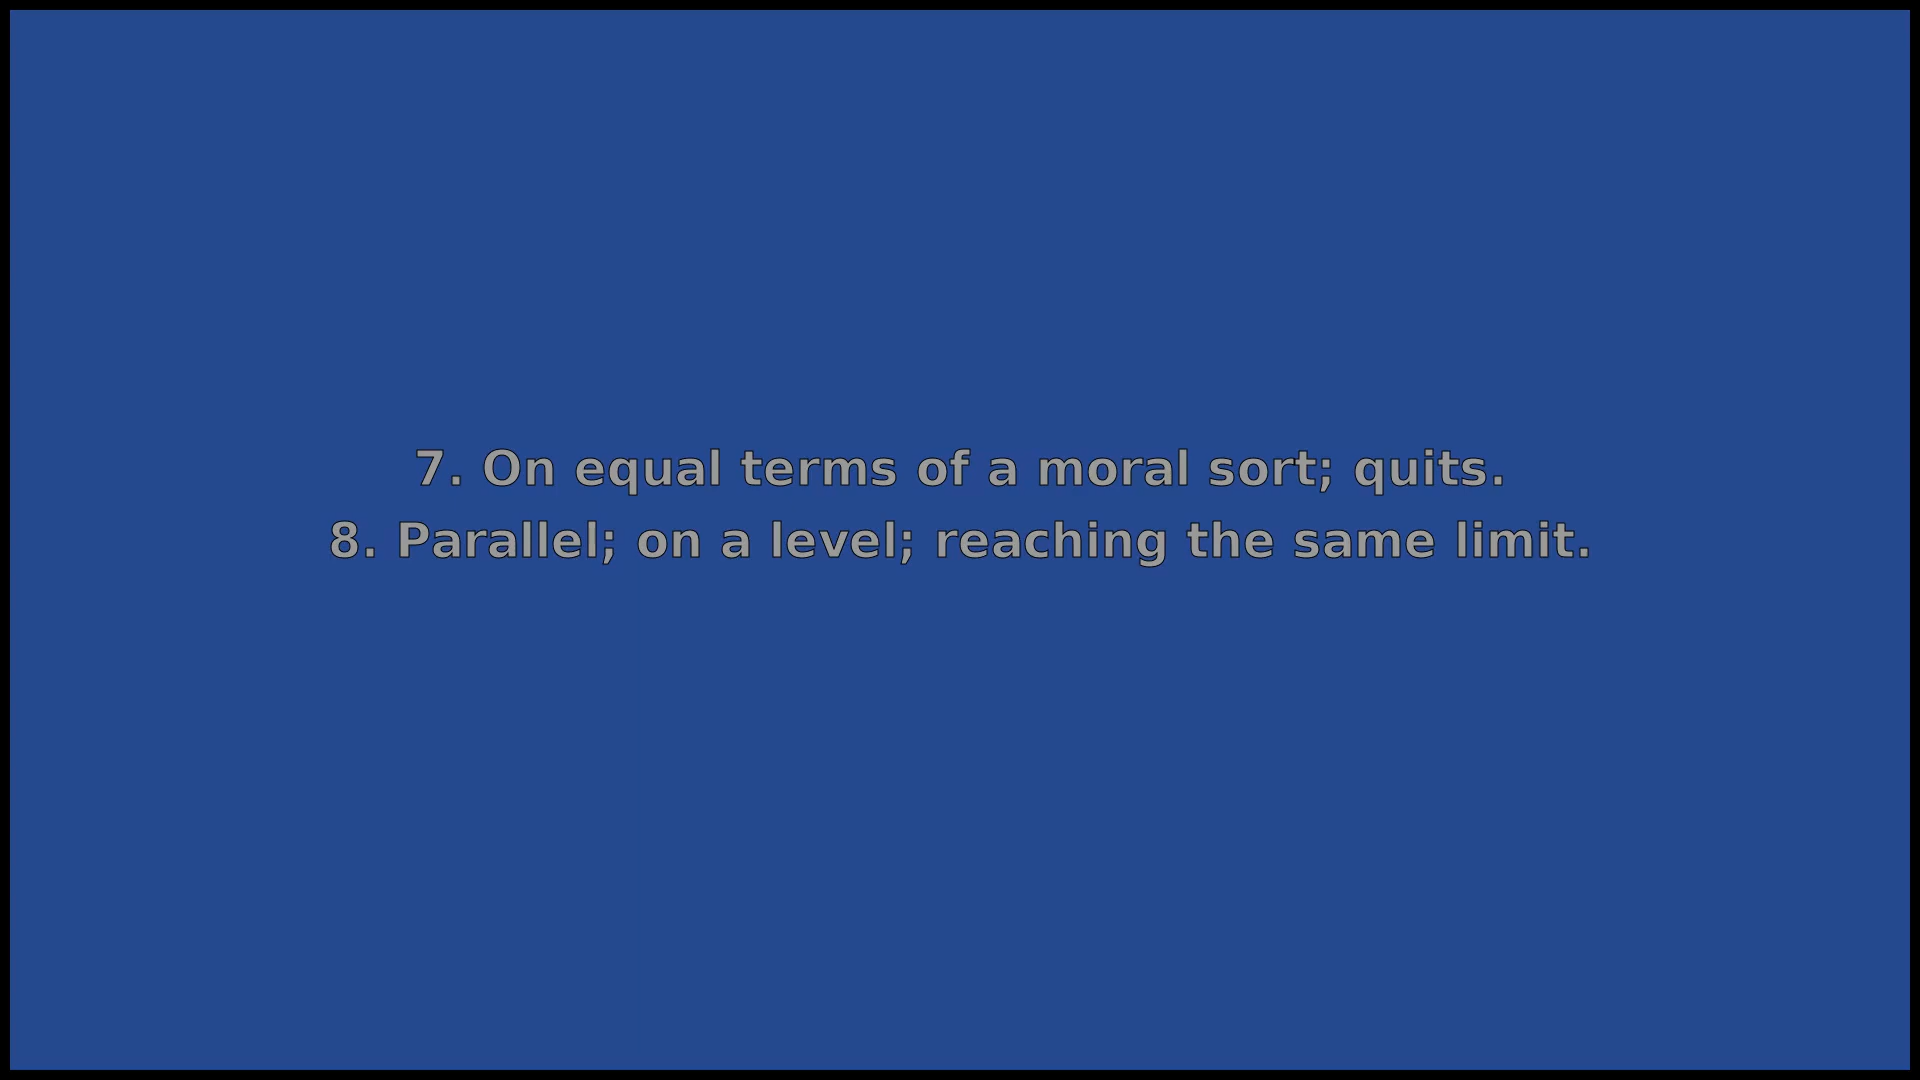 7. On equal terms of a moral sort; quits.
8. Parallel; on a level; reaching the same limit.